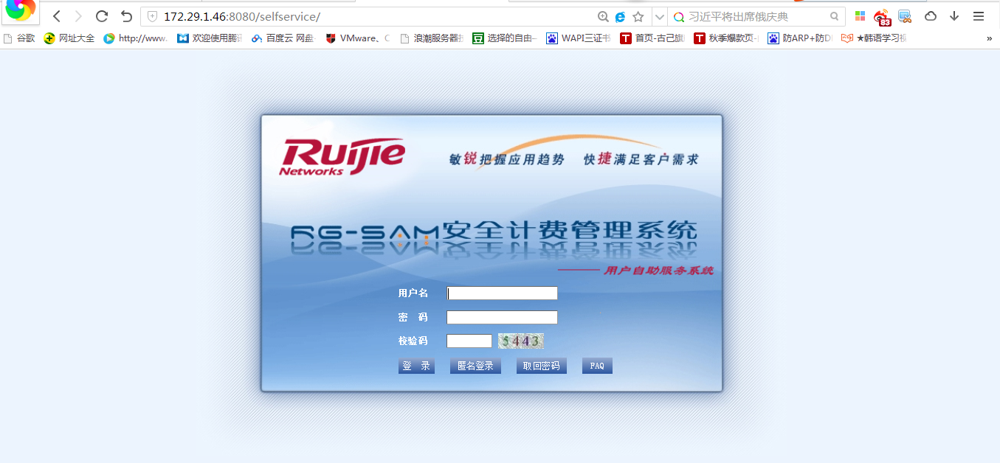 172.29.1.46:8080/selfservice/
习近平将出席俄庆典
83
谷歌 网址大全 http://www. 欢迎使用腾讯 百度云 网盘- VMware、C 浪潮服务器技 选择的自由– WAPI三证书 首页-古己旗 秋季爆款页- 防ARP+防D ★韩语学习视 »
RuiJie
Networks
敏锐把握应用趋势 快捷满足客户需求
RG-SAM安全计费管理系统
用户自助服务系统
用户名
密 码
校验码 5443
登 录 匿名登录 取回密码 FAQ